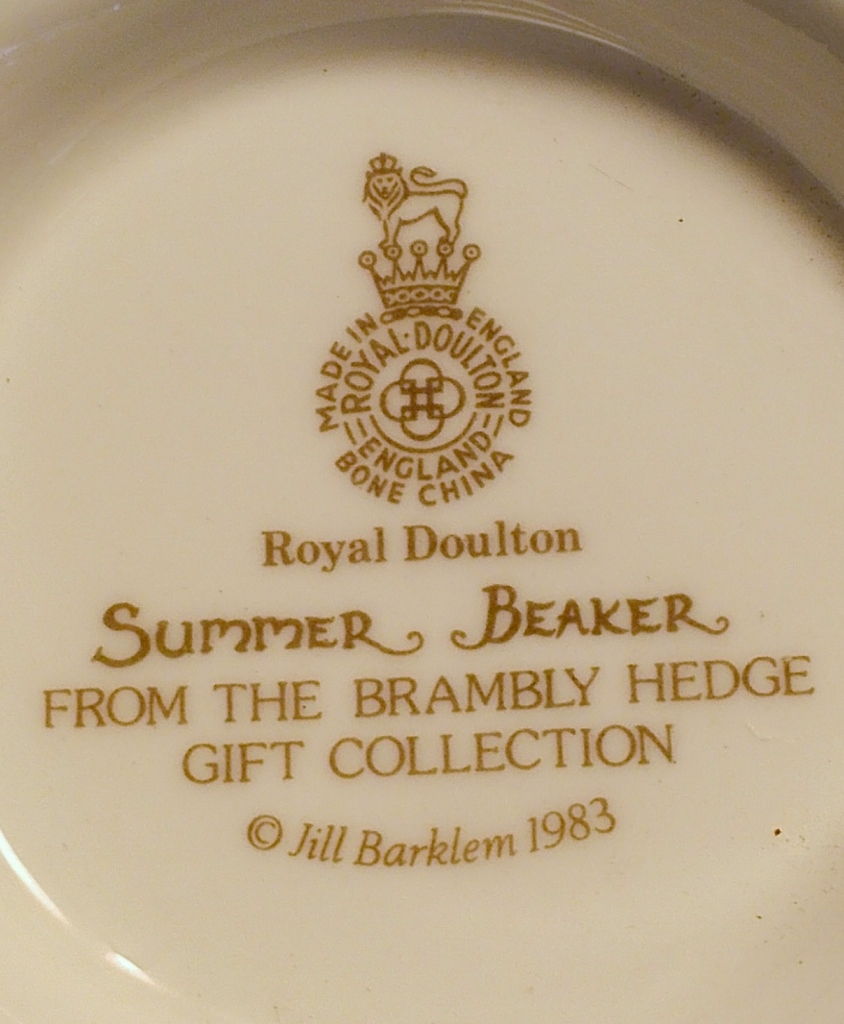 MADE IN ENGLAND
ROYAL·DOULTON
ENGLAND
BONE CHINA
Royal Doulton
SUMMER BEAKER
FROM THE BRAMBLY HEDGE
GIFT COLLECTION
© Jill Barklem 1983